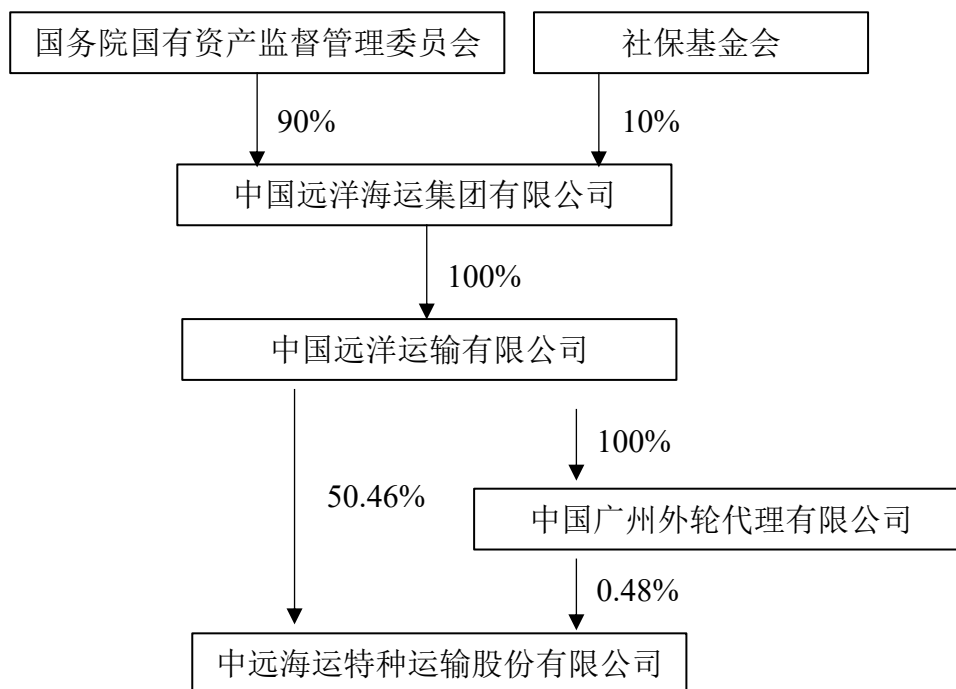 国务院国有资产监督管理委员会
社保基金会
90%
10%
中国远洋海运集团有限公司
100%
中国远洋运输有限公司
100%
50.46%
中国广州外轮代理有限公司
0.48%
中远海运特种运输股份有限公司